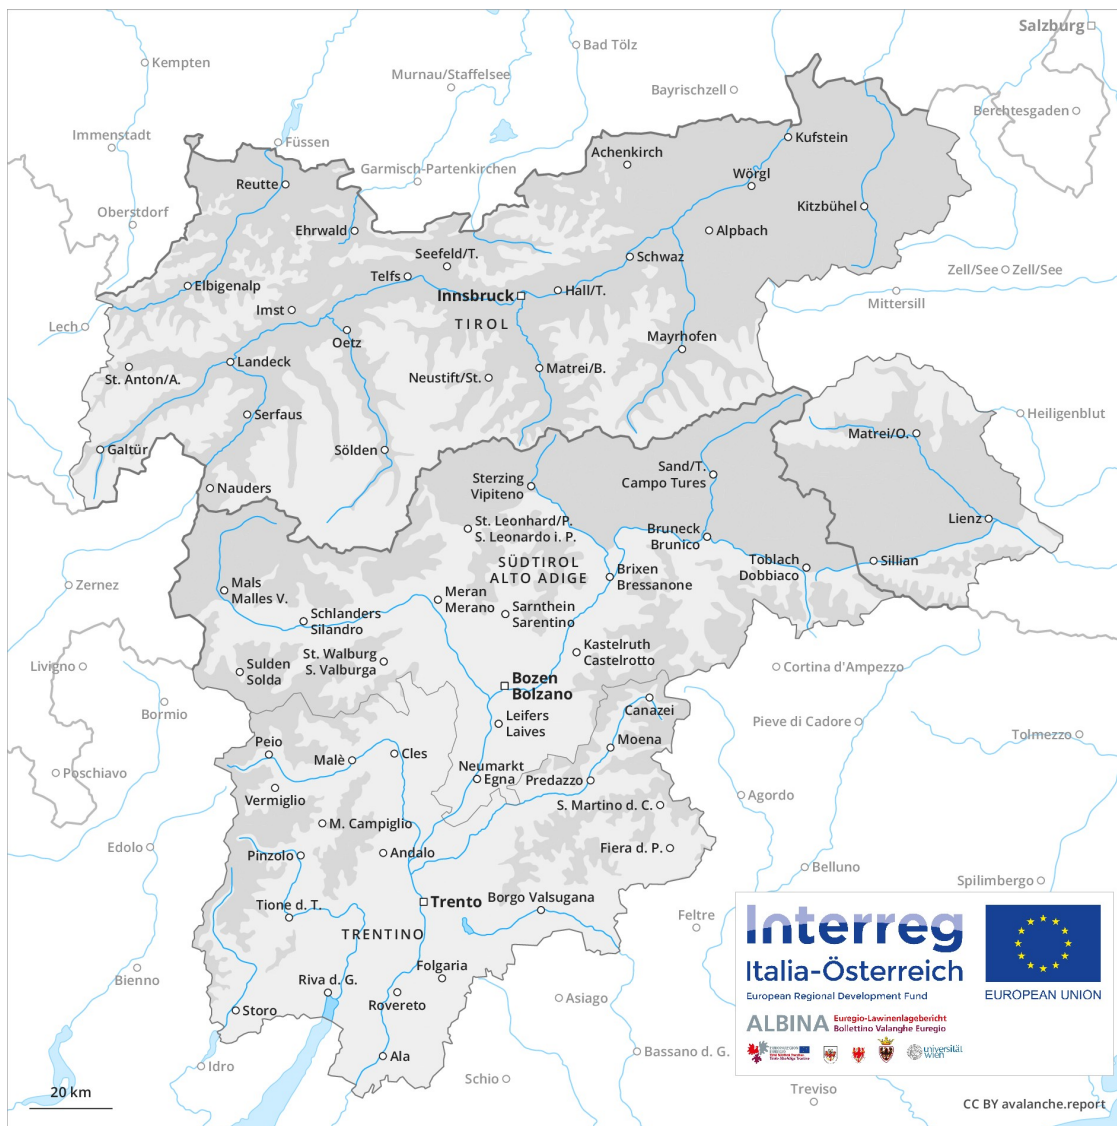 Salzburg
Bad Tölz
Kempten
Murnau/Staffelsee
Bayrischzell
Berchtesgaden
Immenstadt
Füssen
Kufstein
Achenkirch
Garmisch-Partenkirchen
Wörgl
Reutte
Oberstdorf
Kitzbühel
Ehrwald
Alpbach
Seefeld/T.
Schwaz
Telfs
Zell/See
Zell/See
Elbigenalp
Innsbruck
Hall/T.
Mittersill
Imst
TIROL
Lech
Oetz
Mayrhofen
Landeck
Matrei/B.
St. Anton/A.
Neustift/St.
Serfaus
Heiligenblut
Matrei/O.
Galtür
Sölden
Sand/T.
Campo Tures
Sterzing
Vipiteno
Nauders
Lienz
St. Leonhard/P.
S. Leonardo i. P.
Bruneck
Brunico
SÜDTIROL
ALTO ADIGE
Toblach
Dobbiaco
Sillian
Brixen
Bressanone
Zernez
Mals
Malles V.
Meran
Merano
Sarnthein
Sarentino
Schlanders
Silandro
Kastelruth
Castelrotto
St. Walburg
S. Valburga
Livigno
Sulden
Solda
Cortina d'Ampezzo
Bozen
Bolzano
Canazei
Bormio
Leifers
Laives
Pieve di Cadore
Tolmezzo
Peio
Moena
Malè
Cles
Poschiavo
Neumarkt
Egna
Predazzo
Vermiglio
S. Martino d. C.
Agordo
M. Campiglio
Edolo
Pinzolo
Andalo
Fiera d. P.
Belluno
Spilimbergo
Trento
Borgo Valsugana
Tione d. T.
Feltre
TRENTINO
Folgaria
Bienno
Riva d. G.
Rovereto
Asiago
Storo
Ala
Idro
Bassano d. G.
Schio
Treviso
Interreg
Italia-Österreich
European Regional Development Fund
EUROPEAN UNION
ALBINA
Euregio-Lawinenlagebericht
Bollettino Valanghe Euregio
universität
wien
20 km
CC BY avalanche.report